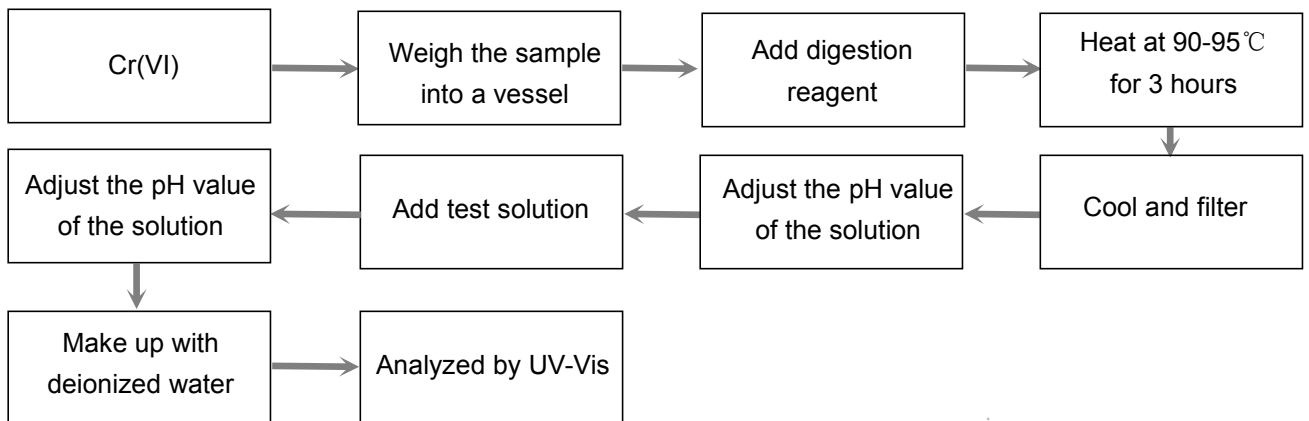 Cr(VI)
Weigh the sample
into a vessel
Add digestion
reagent
Heat at 90-95℃
for 3 hours
Cool and filter
Adjust the pH value
of the solution
Add test solution
Adjust the pH value
of the solution
Make up with
deionized water
Analyzed by UV-Vis